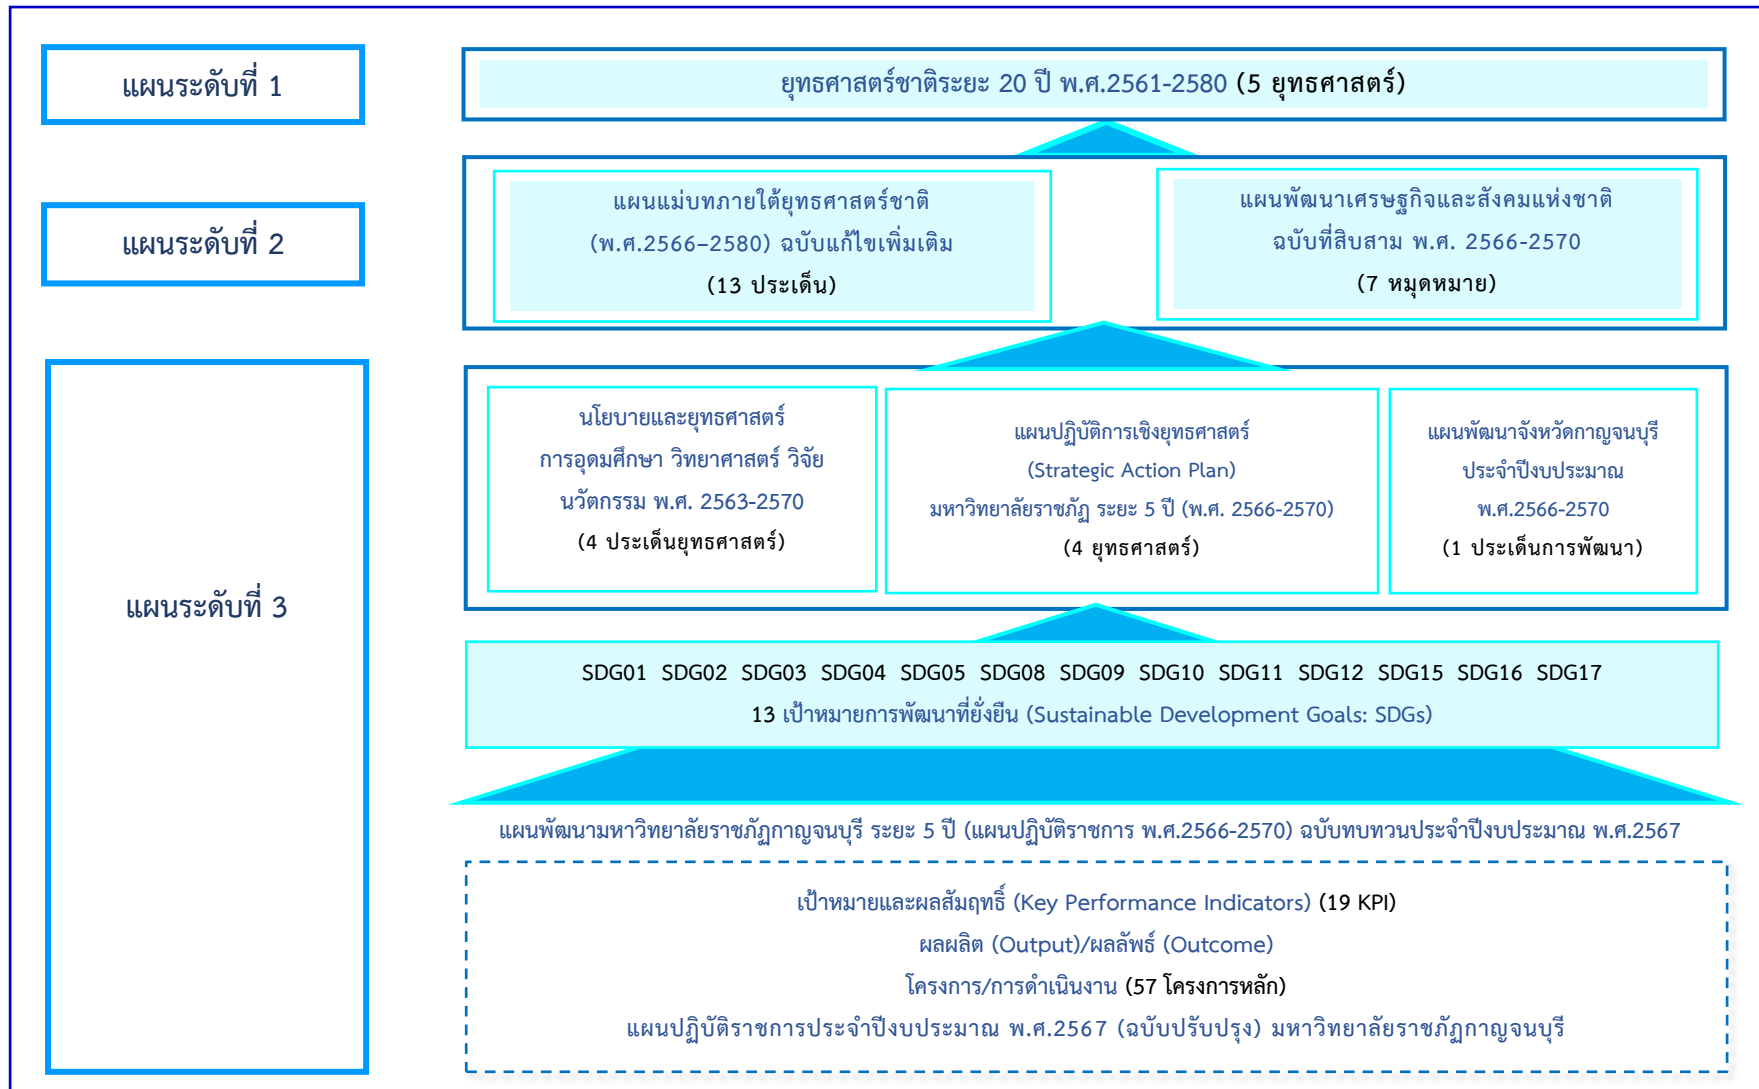 แผนระดับที่ 1
ยุทธศาสตร์ชาติระยะ 20 ปี พ.ศ.2561-2580 (5 ยุทธศาสตร์)
แผนระดับที่ 2
แผนแม่บทภายใต้ยุทธศาสตร์ชาติ
(พ.ศ.2566–2580) ฉบับแก้ไขเพิ่มเติม
(13 ประเด็น)
แผนพัฒนาเศรษฐกิจและสังคมแห่งชาติ
ฉบับที่สิบสาม พ.ศ. 2566-2570
(7 หมุดหมาย)
แผนระดับที่ 3
นโยบายและยุทธศาสตร์
การอุดมศึกษา วิทยาศาสตร์ วิจัย
นวัตกรรม พ.ศ. 2563-2570
(4 ประเด็นยุทธศาสตร์)
แผนปฏิบัติการเชิงยุทธศาสตร์
(Strategic Action Plan)
มหาวิทยาลัยราชภัฏ ระยะ 5 ปี (พ.ศ. 2566-2570)
(4 ยุทธศาสตร์)
แผนพัฒนาจังหวัดกาญจนบุรี
ประจำปีงบประมาณ
พ.ศ.2566-2570
(1 ประเด็นการพัฒนา)
SDG01 SDG02 SDG03 SDG04 SDG05 SDG08 SDG09 SDG10 SDG11 SDG12 SDG15 SDG16 SDG17
13 เป้าหมายการพัฒนาที่ยั่งยืน (Sustainable Development Goals: SDGs)
แผนพัฒนามหาวิทยาลัยราชภัฏกาญจนบุรี ระยะ 5 ปี (แผนปฏิบัติราชการ พ.ศ.2566-2570) ฉบับทบทวนประจำปีงบประมาณ พ.ศ.2567
เป้าหมายและผลสัมฤทธิ์ (Key Performance Indicators) (19 KPI)
ผลผลิต (Output)/ผลลัพธ์ (Outcome)
โครงการ/การดำเนินงาน (57 โครงการหลัก)
แผนปฏิบัติราชการประจำปีงบประมาณ พ.ศ.2567 (ฉบับปรับปรุง) มหาวิทยาลัยราชภัฏกาญจนบุรี